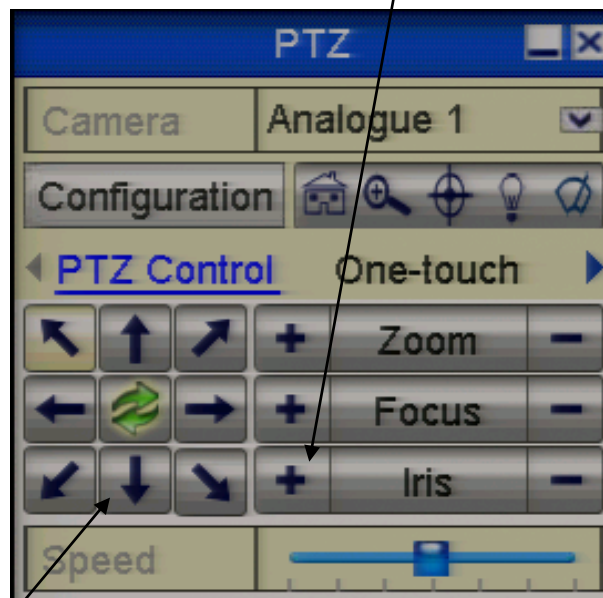 PTZ
Camera Analogue 1
Configuration
PTZ Control One-touch
+ Zoom −
+ Focus −
+ Iris −
Speed